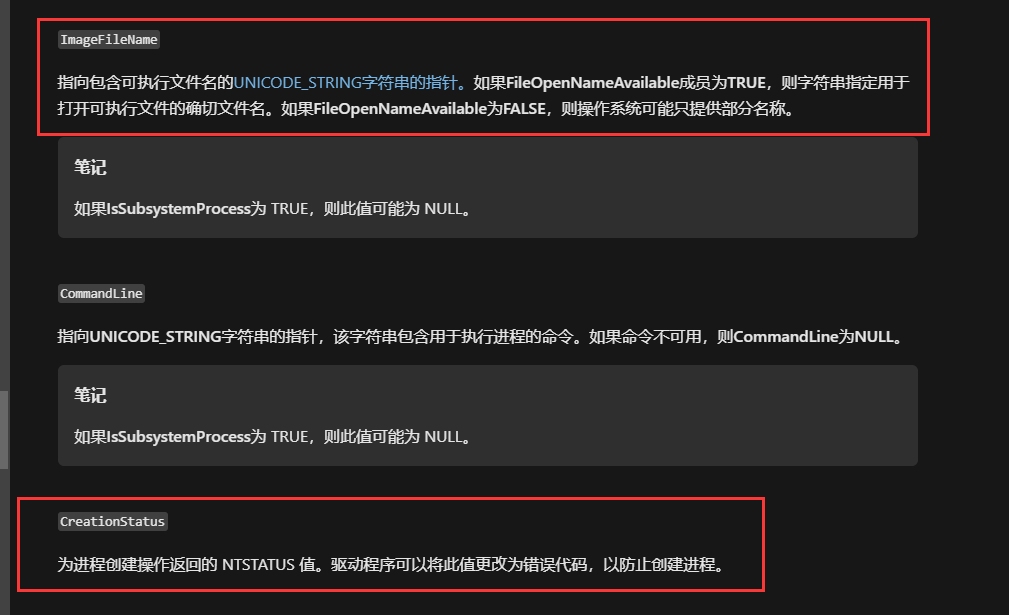 ImageFileName
指向包含可执行文件名的UNICODE_STRING字符串的指针。如果FileOpenNameAvailable成员为TRUE，则字符串指定用于
打开可执行文件的确切文件名。如果FileOpenNameAvailable为FALSE，则操作系统可能只提供部分名称。
笔记
如果IsSubsystemProcess为 TRUE，则此值可能为 NULL。
CommandLine
指向UNICODE_STRING字符串的指针，该字符串包含用于执行进程的命令。如果命令不可用，则CommandLine为NULL。
笔记
如果IsSubsystemProcess为 TRUE，则此值可能为 NULL。
CreationStatus
为进程创建操作返回的 NTSTATUS 值。驱动程序可以将此值更改为错误代码，以防止创建进程。